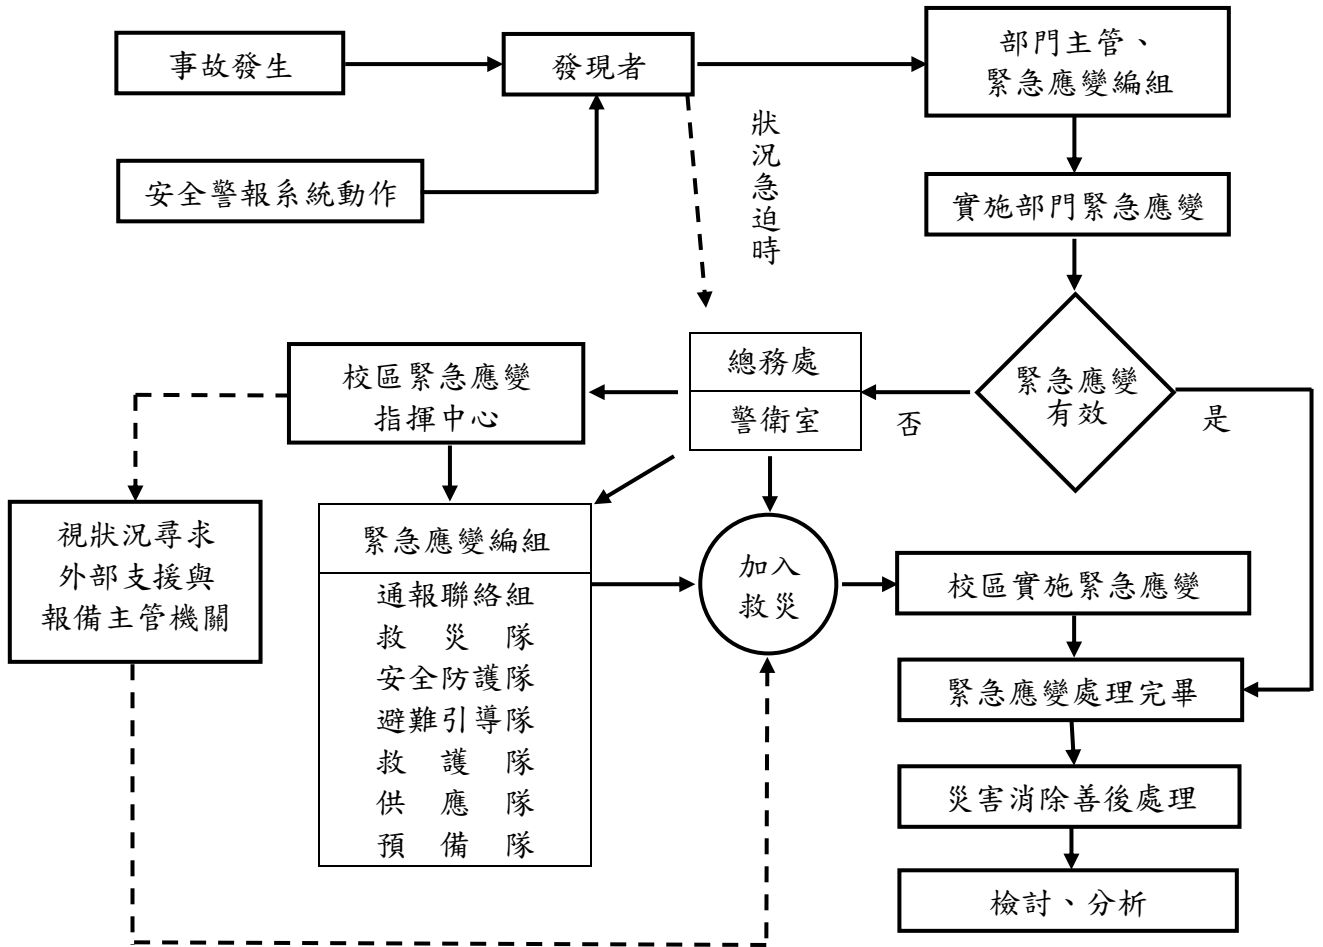 事故發生
發現者
部門主管、
緊急應變編組
狀況急迫時
安全警報系統動作
實施部門緊急應變
總務處
警衛室
緊急應變
有效
否
是
校區緊急應變
指揮中心
視狀況尋求
外部支援與
報備主管機關
緊急應變編組
通報聯絡組
救災隊
安全防護隊
避難引導隊
救護隊
供應隊
預備隊
加入
救災
校區實施緊急應變
緊急應變處理完畢
災害消除善後處理
檢討、分析